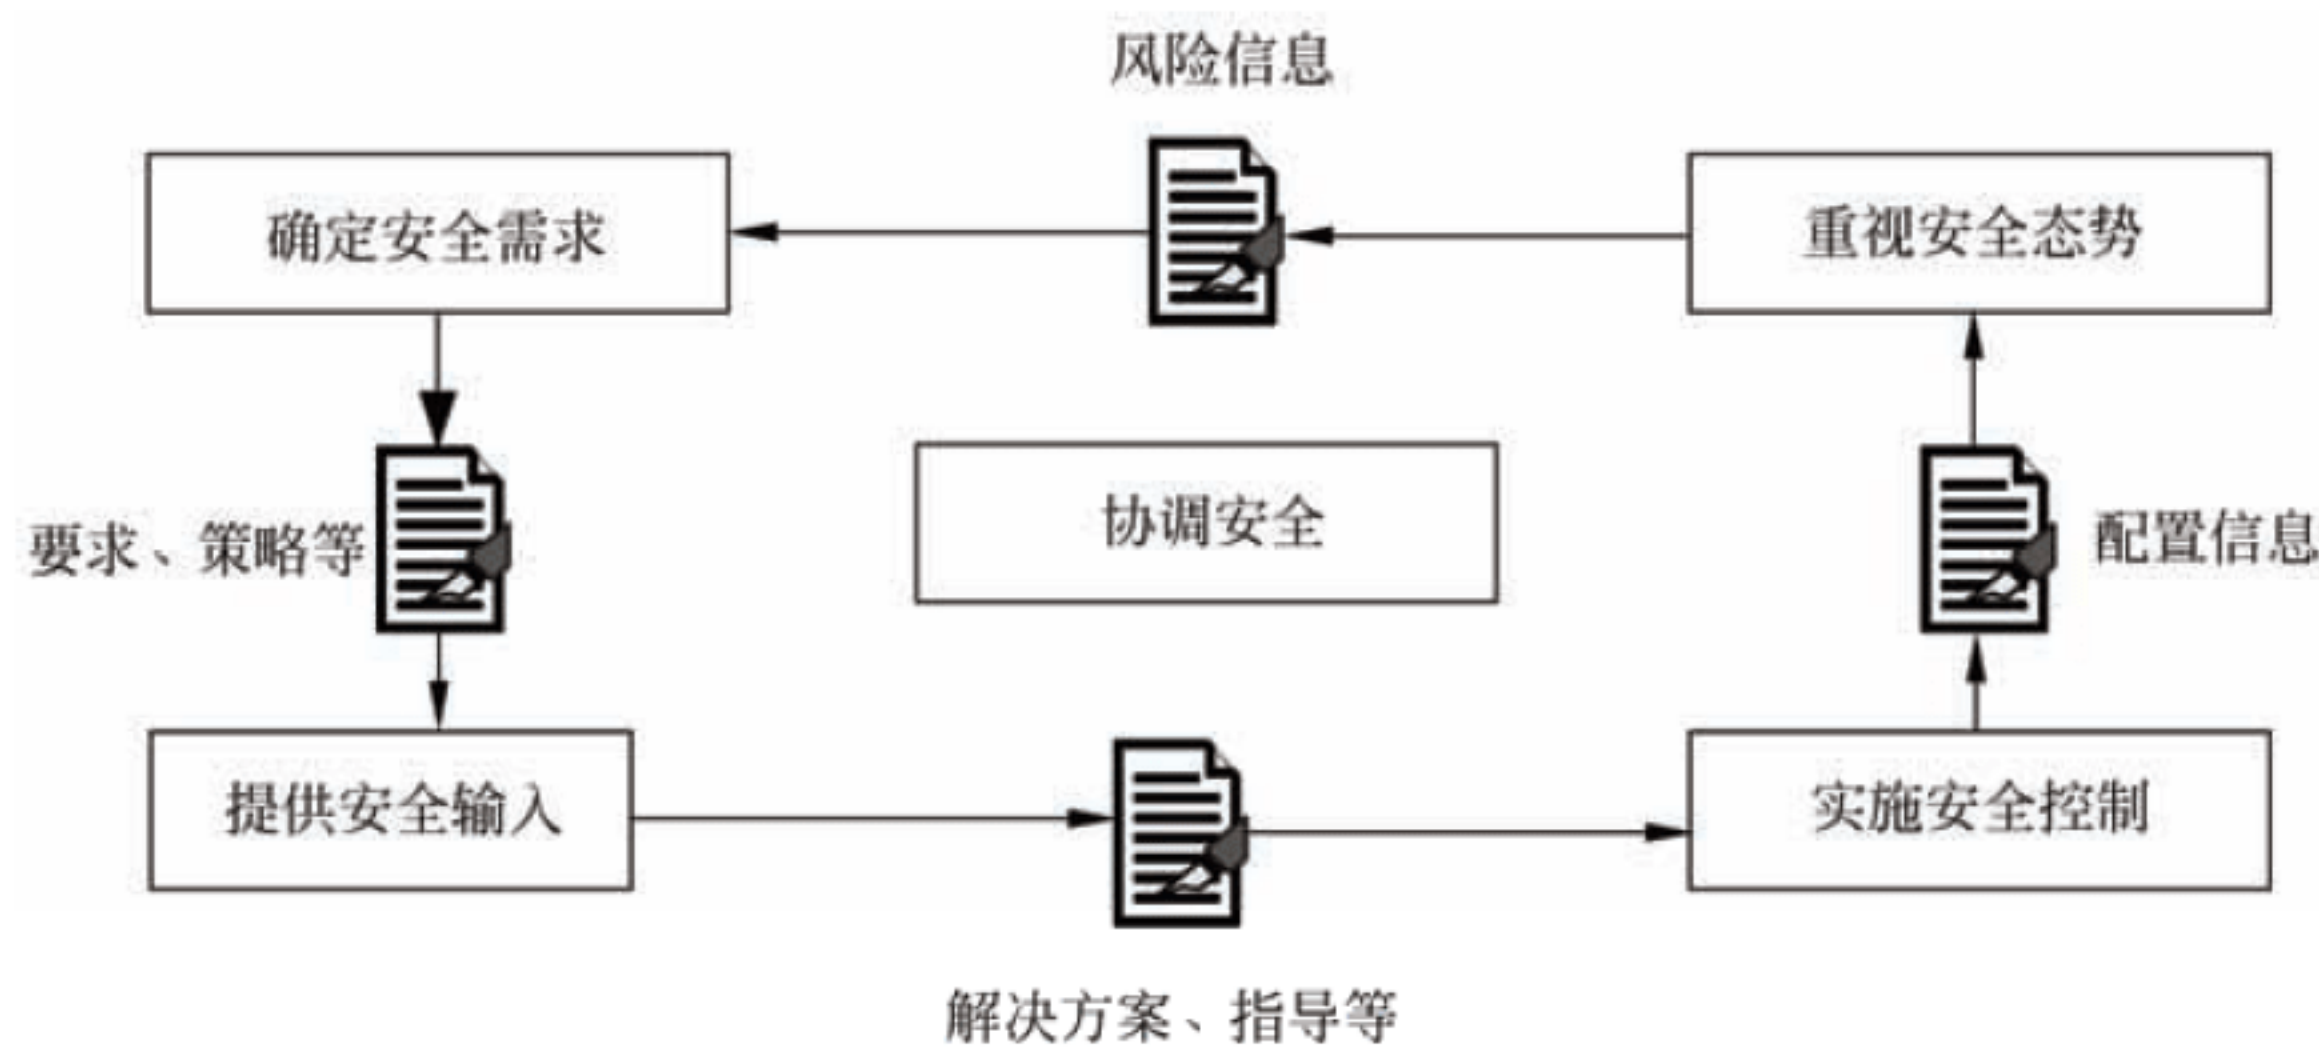 风险信息
确定安全需求
重视安全态势
协调安全
要求、策略等
配置信息
提供安全输入
实施安全控制
解决方案、指导等